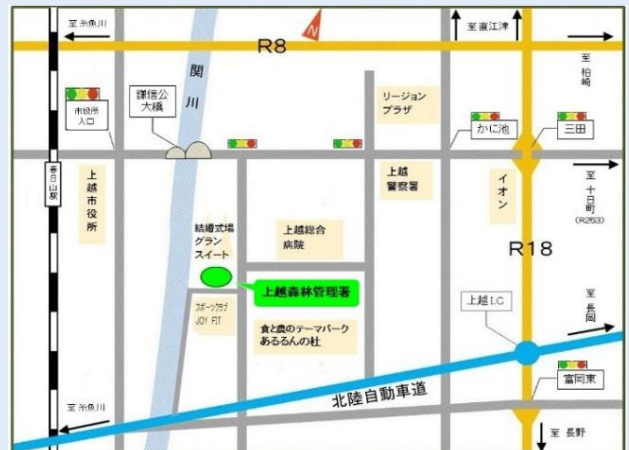 至 糸魚川
R8
N
至 直江津
至 柏崎
関川
謙信公
大橋
市役所
入口
リージョン
プラザ
かに池
三田
春日山駅
上越市役所
上越
警察署
イオン
至 十日町
(R253)
結婚式場
グラン
スイート
上越総合
病院
R18
上越森林管理署
上越I.C
至 長岡
スポーツクラブ
JOY FIT
食と農のテーマパーク
あるるんの杜
北陸自動車道
富岡東
至 糸魚川
至 長野